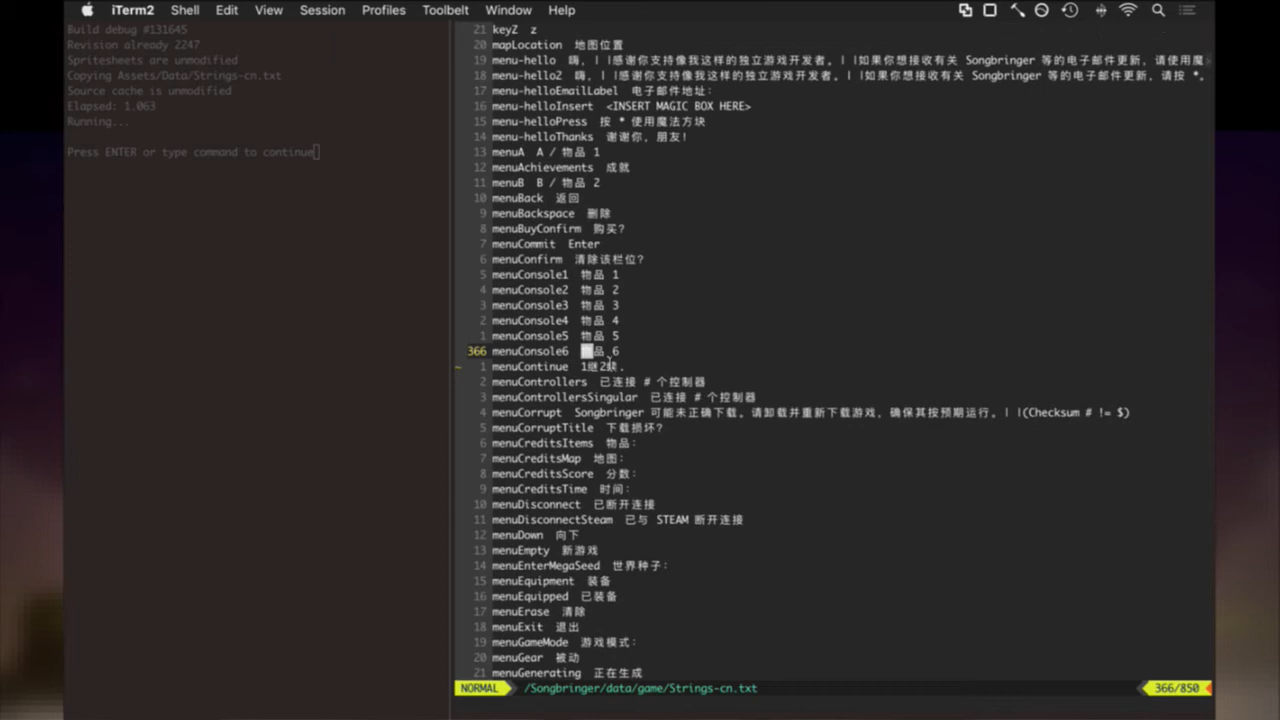 iTerm2 Shell Edit View Session Profiles Toolbelt Window Help
Build debug #131645
Revision already 2247
Spritesheets are unmodified
Copying Assets/Data/Strings-cn.txt
Source cache is unmodified
Elapsed: 1.063
Running...
Press ENTER or type command to continue
21 keyZ z
20 mapLocation 地图位置
19 menu-hello 嗨, | |感谢你支持像我这样的独立游戏开发者。| |如果你想接收有关 Songbringer 等的电子邮件更新, 请使用魔
18 menu-hello2 嗨, | |感谢你支持像我这样的独立游戏开发者。| |如果你想接收有关 Songbringer 等的电子邮件更新, 请按 *。
17 menu-helloEmailLabel 电子邮件地址:
16 menu-helloInsert <INSERT MAGIC BOX HERE>
15 menu-helloPress 按 * 使用魔法方块
14 menu-helloThanks 谢谢你, 朋友!
13 menuA A / 物品 1
12 menuAchievements 成就
11 menuB B / 物品 2
10 menuBack 返回
9 menuBackspace 删除
8 menuBuyConfirm 购买?
7 menuCommit Enter
6 menuConfirm 清除该栏位?
5 menuConsole1 物品 1
4 menuConsole2 物品 2
3 menuConsole3 物品 3
2 menuConsole4 物品 4
1 menuConsole5 物品 5
366 menuConsole6 品 6
~ 1 menuContinue 1继2续.
2 menuControllers 已连接 # 个控制器
3 menuControllersSingular 已连接 # 个控制器
4 menuCorrupt Songbringer 可能未正确下载。请卸载并重新下载游戏, 确保其按预期运行。| |(Checksum # != $)
5 menuCorruptTitle 下载损坏?
6 menuCreditsItems 物品:
7 menuCreditsMap 地图:
8 menuCreditsScore 分数:
9 menuCreditsTime 时间:
10 menuDisconnect 已断开连接
11 menuDisconnectSteam 已与 STEAM 断开连接
12 menuDown 向下
13 menuEmpty 新游戏
14 menuEnterMegaSeed 世界种子:
15 menuEquipment 装备
16 menuEquipped 已装备
17 menuErase 清除
18 menuExit 退出
19 menuGameMode 游戏模式:
20 menuGear 被动
21 menuGenerating 正在生成
NORMAL /Songbringer/data/game/Strings-cn.txt 366/850